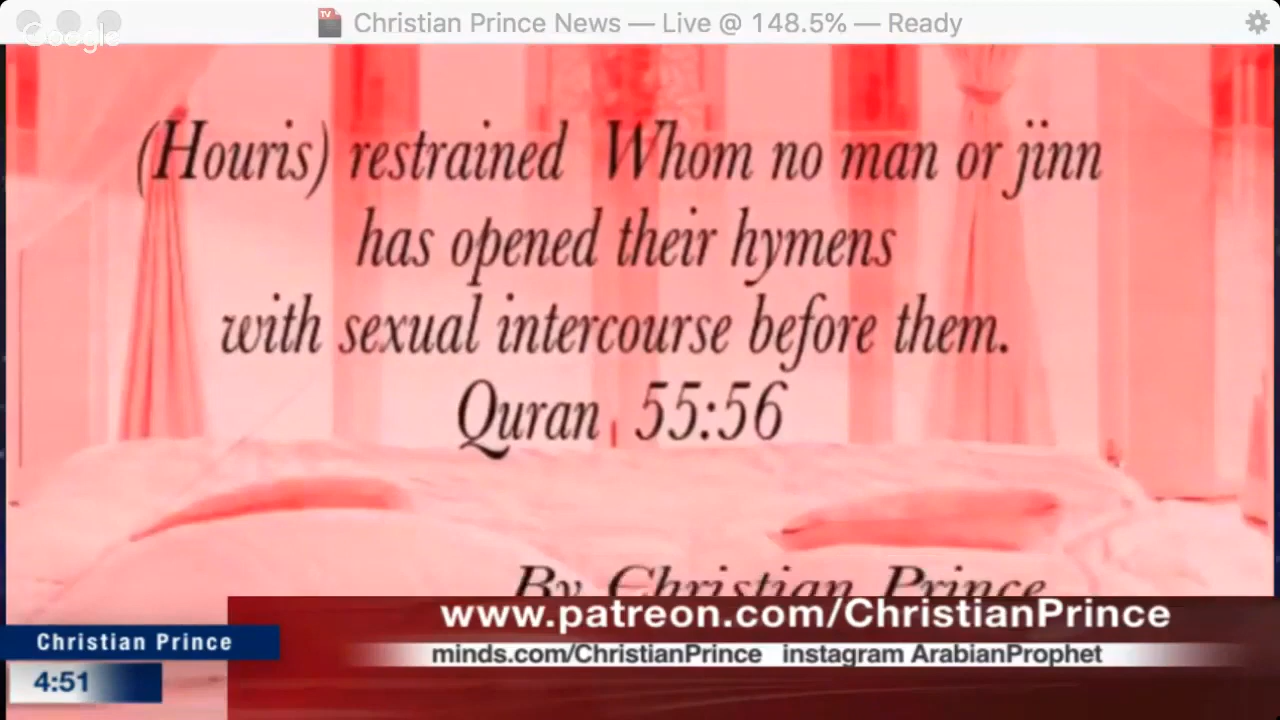 TV Christian Prince News — Live @ 148.5% — Ready
Google
(Houris) restrained Whom no man or jinn
has opened their hymens
with sexual intercourse before them.
Quran 55:56
By Christian Prince
www.patreon.com/ChristianPrince
Christian Prince
minds.com/ChristianPrince instagram ArabianProphet
4:51